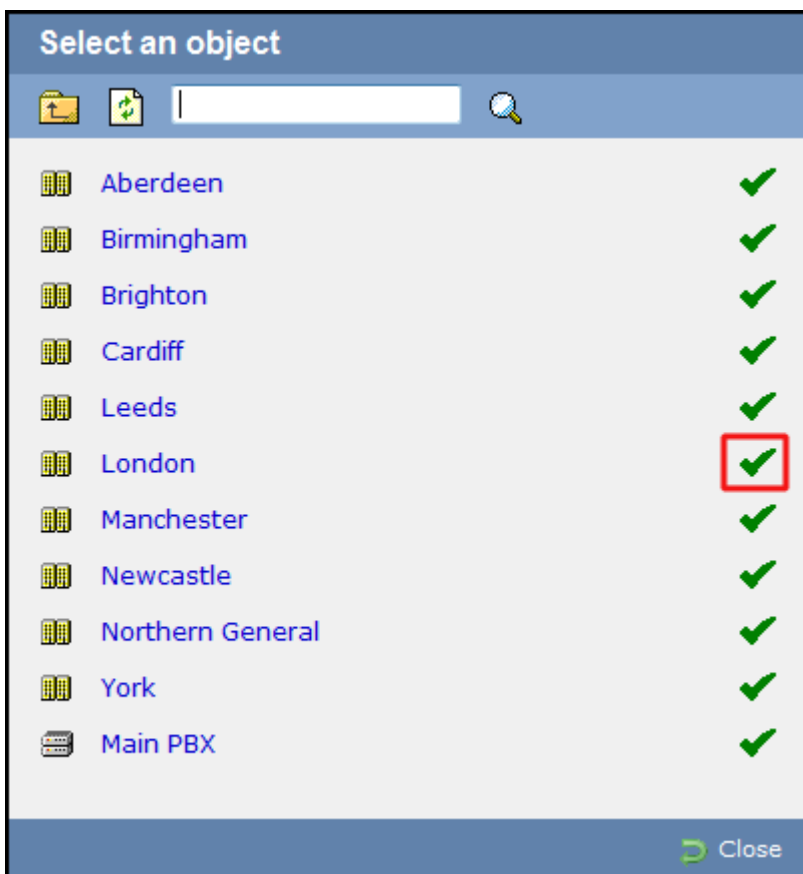 Select an object
Aberdeen
Birmingham
Brighton
Cardiff
Leeds
London
Manchester
Newcastle
Northern General
York
Main PBX
Close